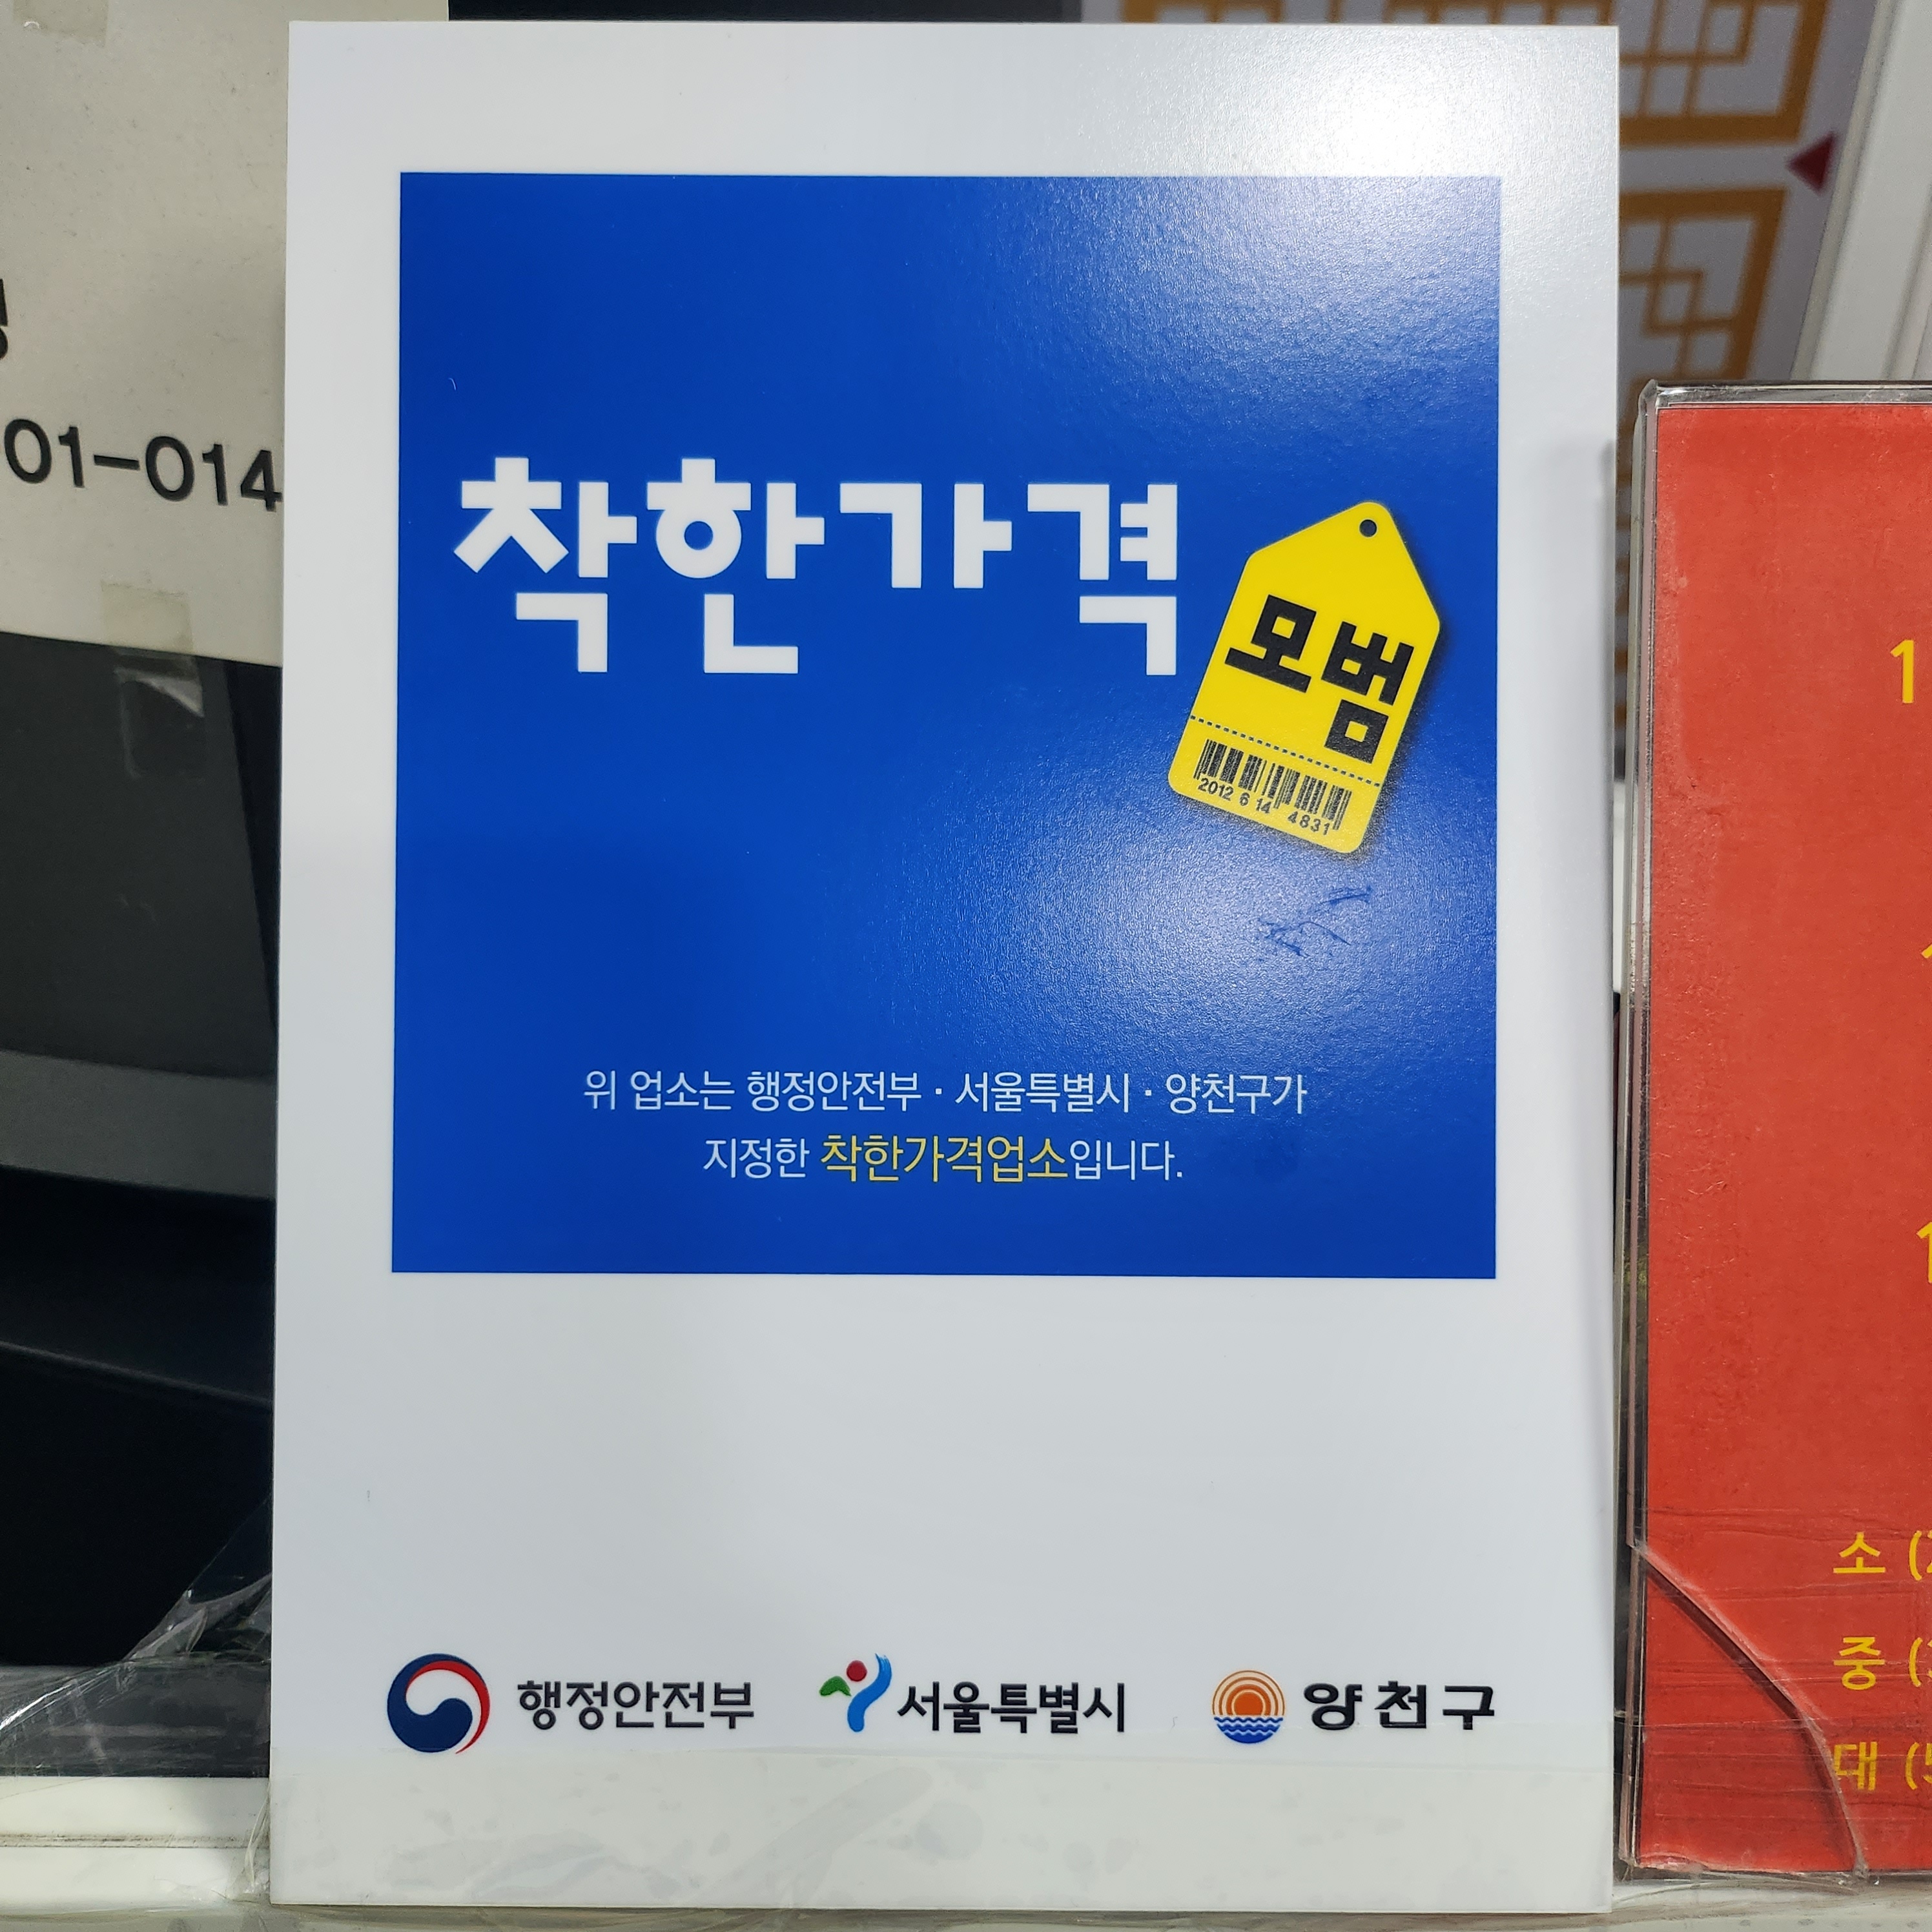 01-014
착한가격
모범
2012 6 14 4831
위 업소는 행정안전부 · 서울특별시 · 양천구가
지정한 착한가격업소입니다.
행정안전부 서울특별시 양천구
1
1
소 (
중 (
대 (5